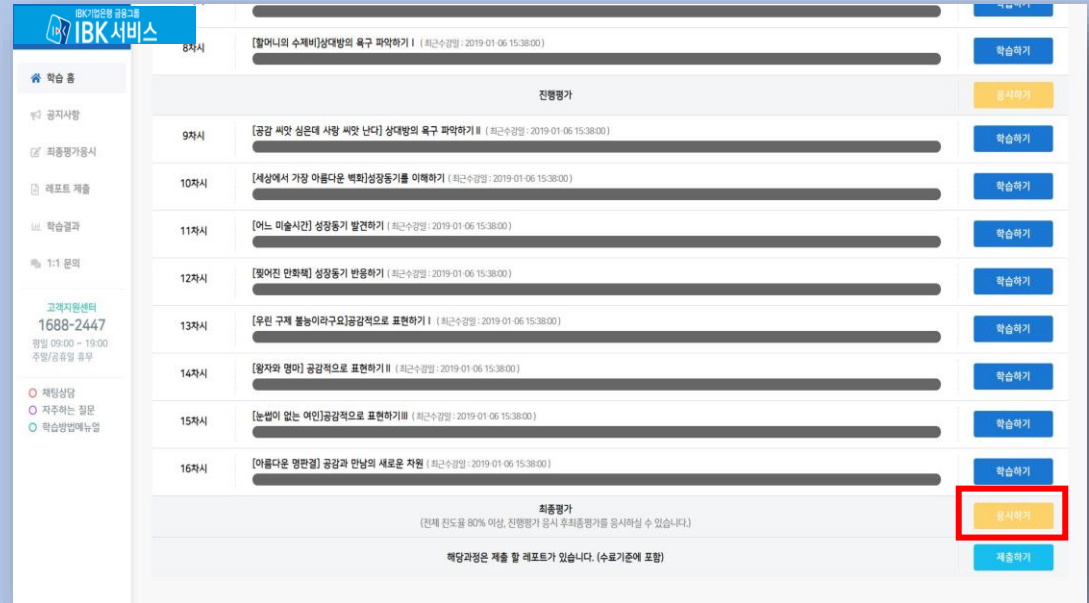 IBK기업은행 금융그룹
IBK서비스
학습 홈
공지사항
최종평가응시
레포트 제출
학습결과
1:1 문의
고객지원센터
1688-2447
평일 09:00 ~ 19:00
주말/공휴일 휴무
채팅상담
자주하는 질문
학습방법메뉴얼
학습하기
8차시 [할머니의 수제비]상대방의 욕구 파악하기 I (최근수강일 : 2019-01-06 15:38:00) 학습하기
진행평가 응시하기
9차시 [공감 씨앗 심은데 사랑 씨앗 난다] 상대방의 욕구 파악하기 II (최근수강일 : 2019-01-06 15:38:00) 학습하기
10차시 [세상에서 가장 아름다운 벽화]성장동기를 이해하기 (최근수강일 : 2019-01-06 15:38:00) 학습하기
11차시 [어느 미술시간] 성장동기 발견하기 (최근수강일 : 2019-01-06 15:38:00) 학습하기
12차시 [찢어진 만화책] 성장동기 반응하기 (최근수강일 : 2019-01-06 15:38:00) 학습하기
13차시 [우린 구제 불능이라구요]공감적으로 표현하기 I (최근수강일 : 2019-01-06 15:38:00) 학습하기
14차시 [왕자와 명마] 공감적으로 표현하기 II (최근수강일 : 2019-01-06 15:38:00) 학습하기
15차시 [눈썹이 없는 여인]공감적으로 표현하기III (최근수강일 : 2019-01-06 15:38:00) 학습하기
16차시 [아름다운 명판결] 공감과 만남의 새로운 차원 (최근수강일 : 2019-01-06 15:38:00) 학습하기
최종평가
(전체 진도율 80% 이상, 진행평가 응시 후최종평가를 응시하실 수 있습니다.) 응시하기
해당과정은 제출 할 레포트가 있습니다. (수료기준에 포함) 제출하기